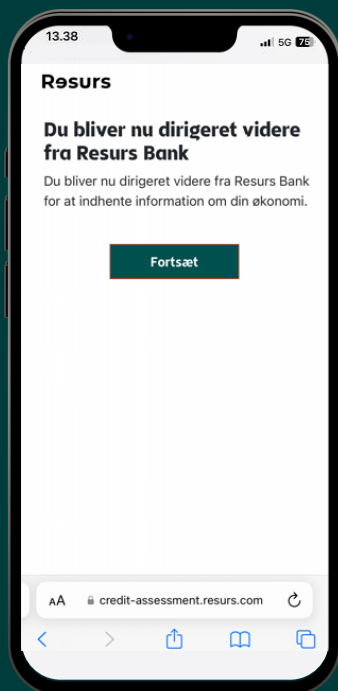 13.38
5G 75
Resurs
Du bliver nu dirigeret videre
fra Resurs Bank
Du bliver nu dirigeret videre fra Resurs Bank
for at indhente information om din økonomi.
Fortsæt
AA credit-assessment.resurs.com